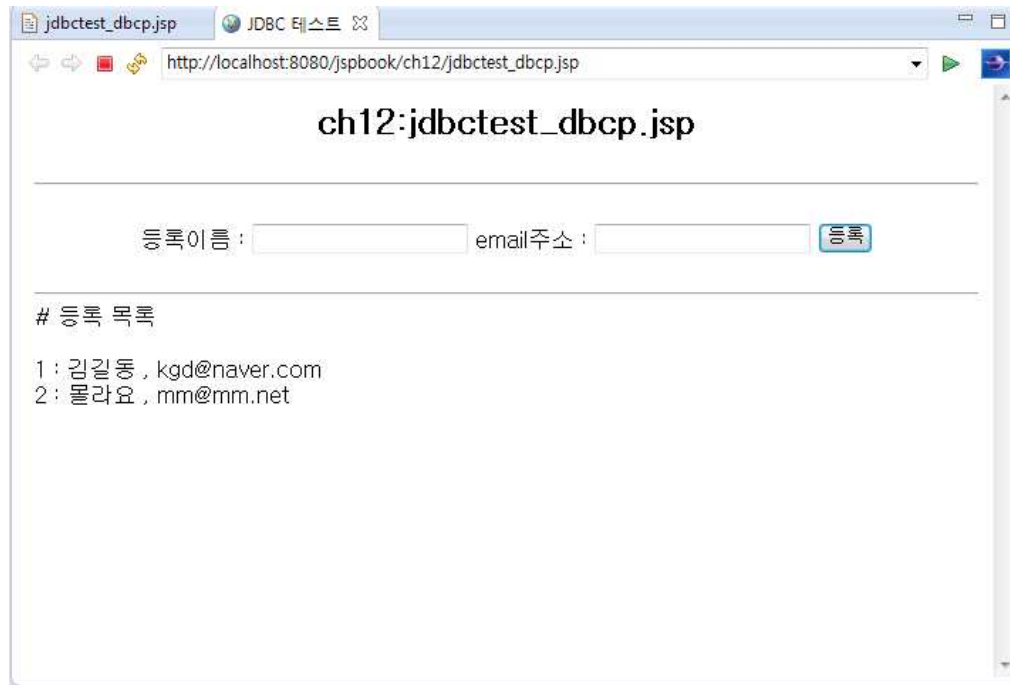 jdbctest_dbcp.jsp JDBC 테스트
http://localhost:8080/jspbook/ch12/jdbctest_dbcp.jsp
ch12:jdbctest_dbcp.jsp
등록이름 : email주소 : 등록
# 등록 목록
1 : 김길동 , kgd@naver.com
2 : 몰라요 , mm@mm.net